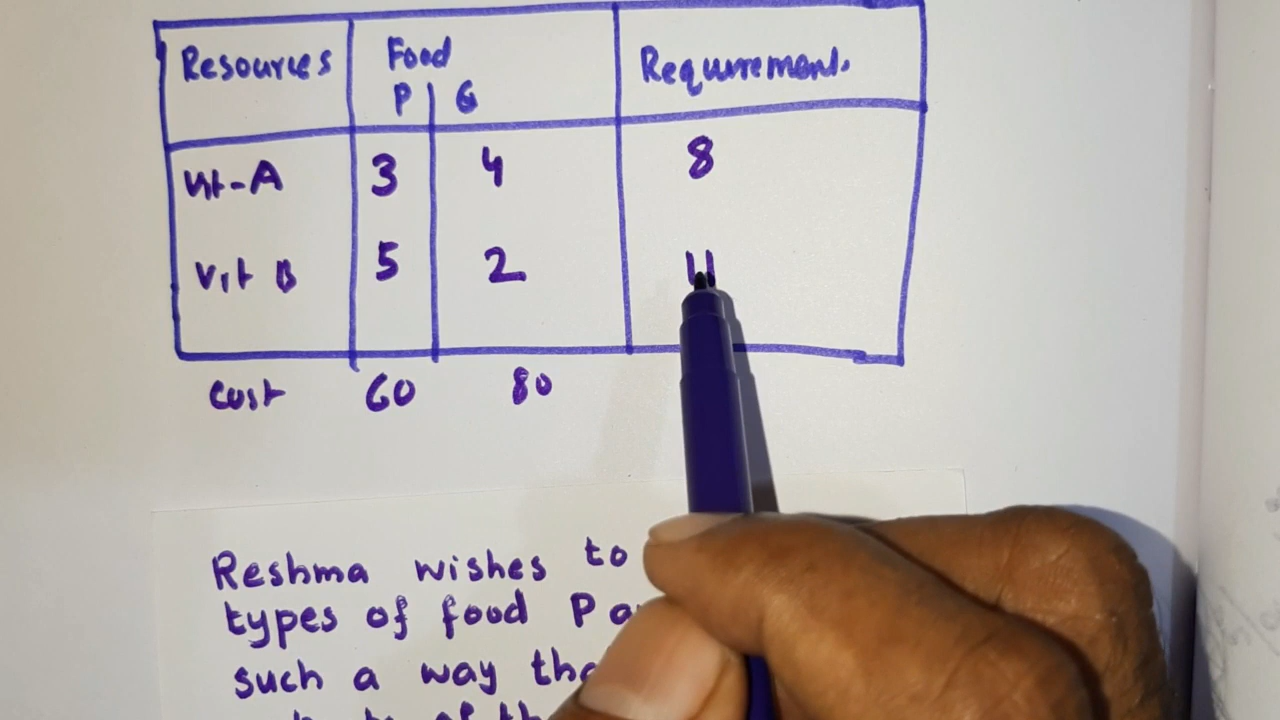 Resources Food Requirement.
P G
Vit-A 3 4 8
Vit B 5 2 11
Cost 60 80
Reshma wishes to
types of food P
such a way